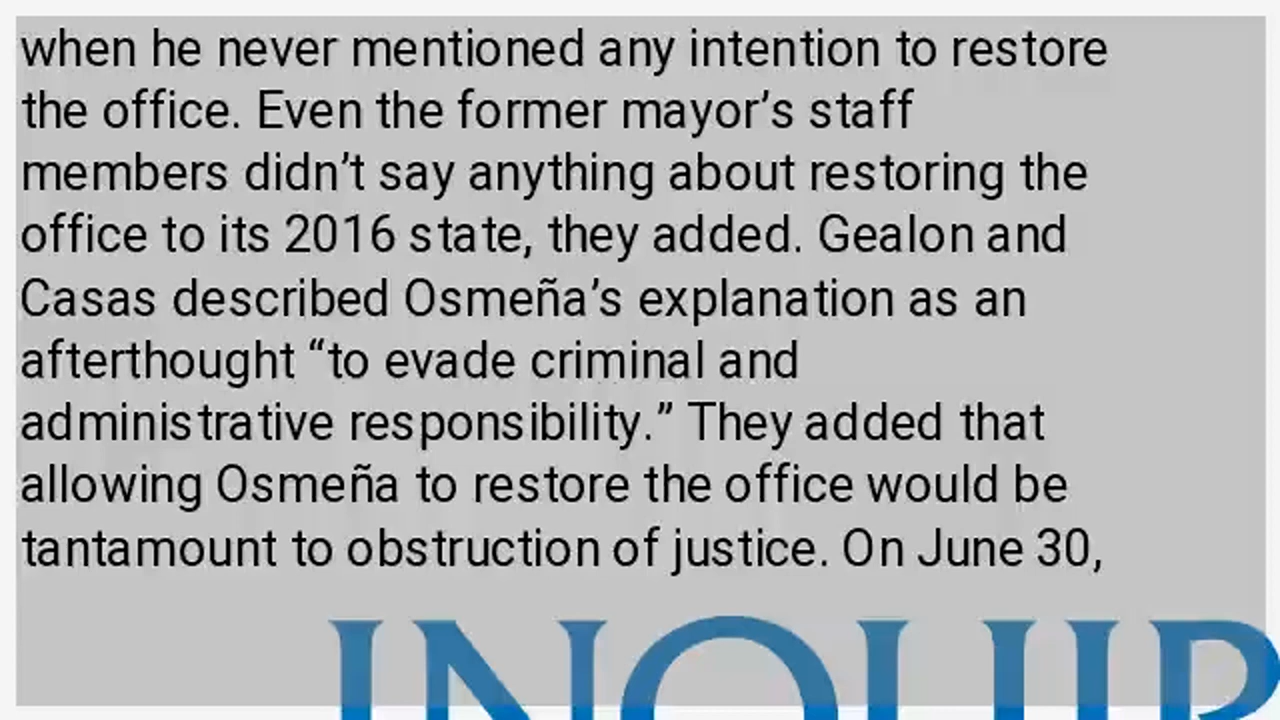 when he never mentioned any intention to restore
the office. Even the former mayor’s staff
members didn’t say anything about restoring the
office to its 2016 state, they added. Gealon and
Casas described Osmeña’s explanation as an
afterthought “to evade criminal and
administrative responsibility.” They added that
allowing Osmeña to restore the office would be
tantamount to obstruction of justice. On June 30,
INQUIR